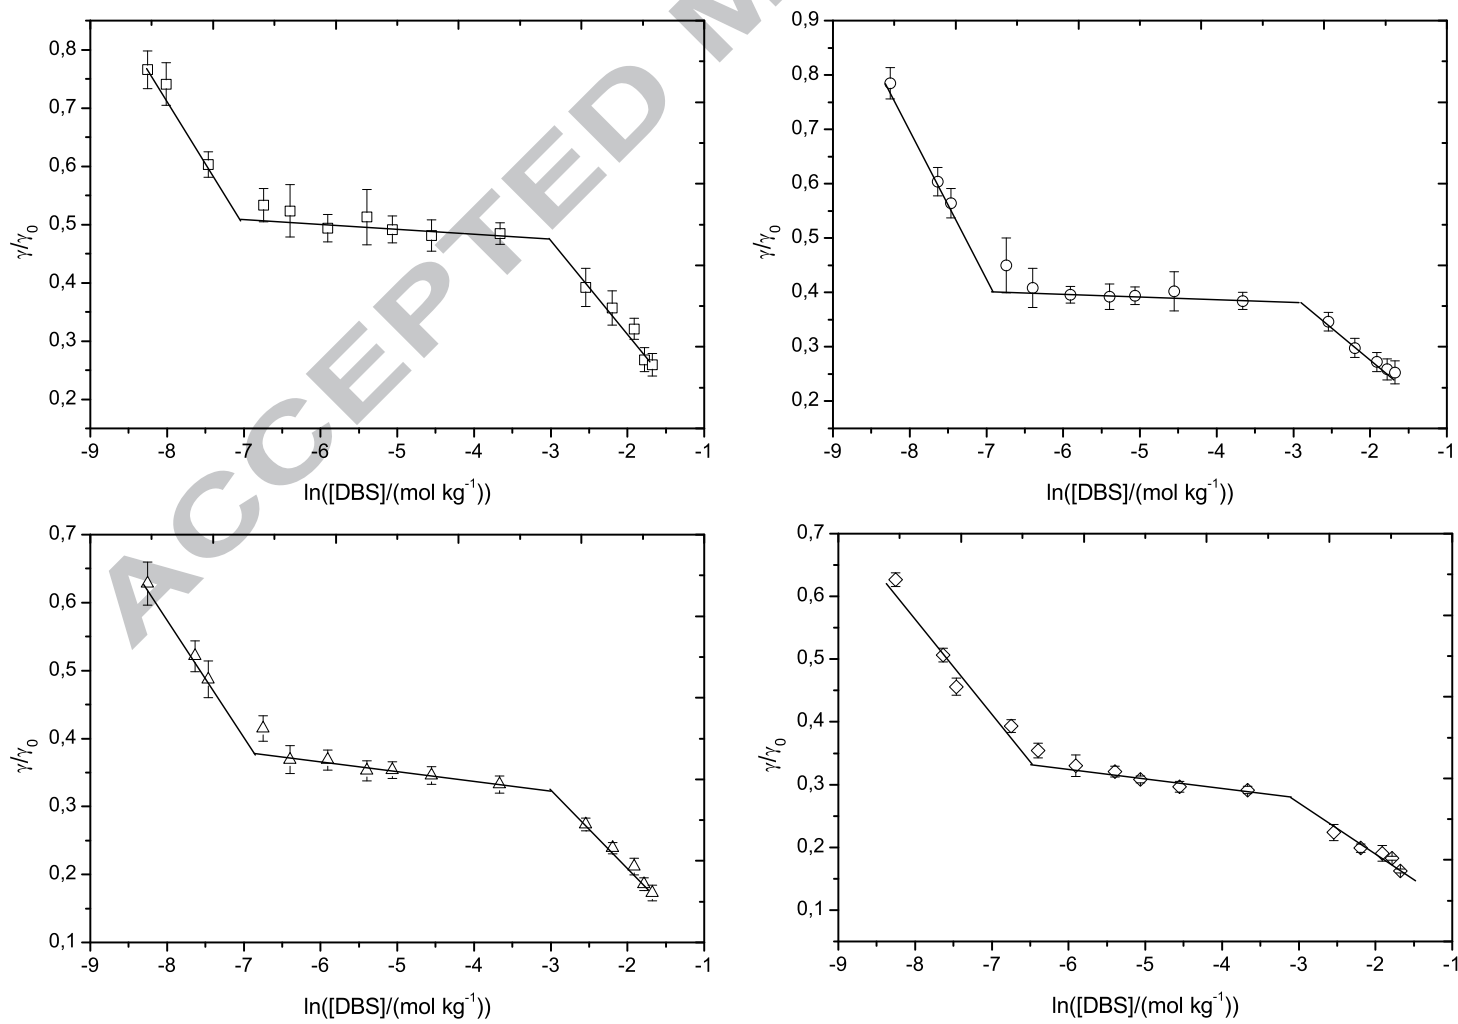 ACCEPTED M
0,8
0,7
0,6
0,5
0,4
0,3
0,2
γ/γ0
-9 -8 -7 -6 -5 -4 -3 -2 -1
ln([DBS]/(mol kg-1))
0,9
0,8
0,7
0,6
0,5
0,4
0,3
0,2
γ/γ0
-9 -8 -7 -6 -5 -4 -3 -2 -1
ln([DBS]/(mol kg-1))
0,7
0,6
0,5
0,4
0,3
0,2
0,1
γ/γ0
-9 -8 -7 -6 -5 -4 -3 -2 -1
ln([DBS]/(mol kg-1))
0,7
0,6
0,5
0,4
0,3
0,2
0,1
γ/γ0
-9 -8 -7 -6 -5 -4 -3 -2 -1
ln([DBS]/(mol kg-1))